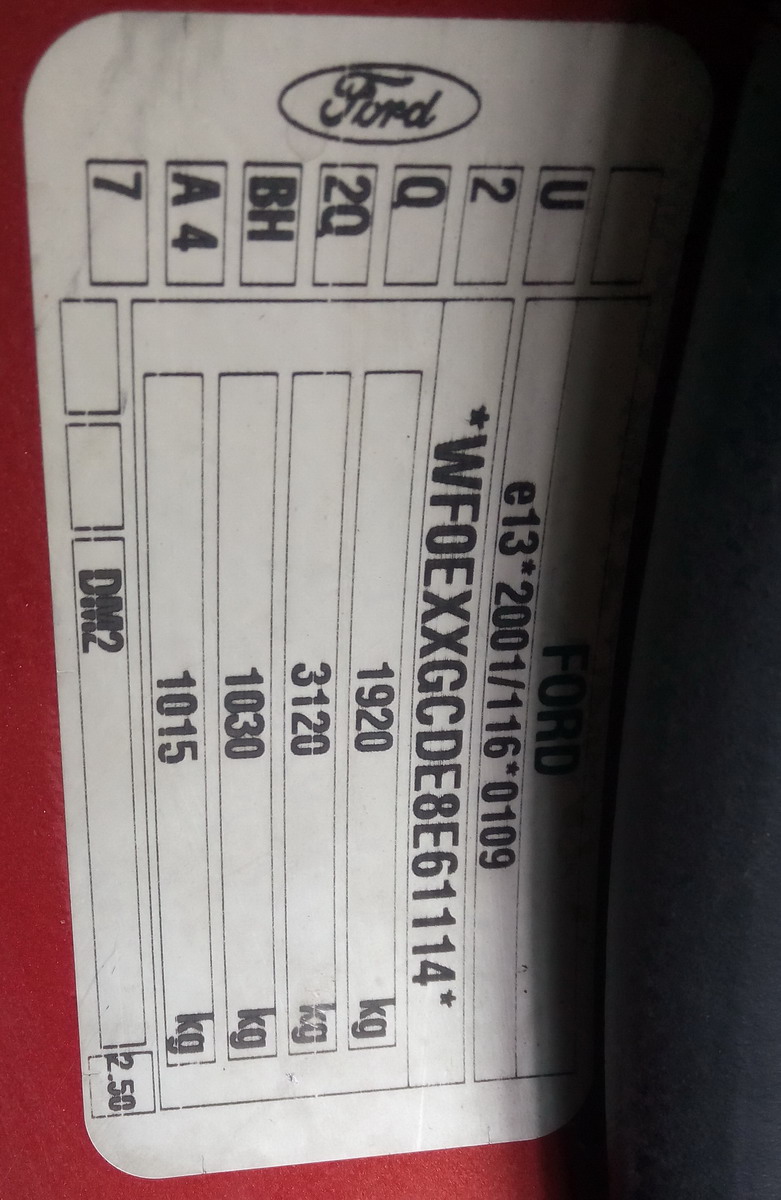 Ford
FORD
e13*2001/116*0109
*WF0EXXGCDE8E61114*
1920 kg
3120 kg
1030 kg
1015 kg
U
2
Q
2Q
BH
A 4
7
DM2
2.50